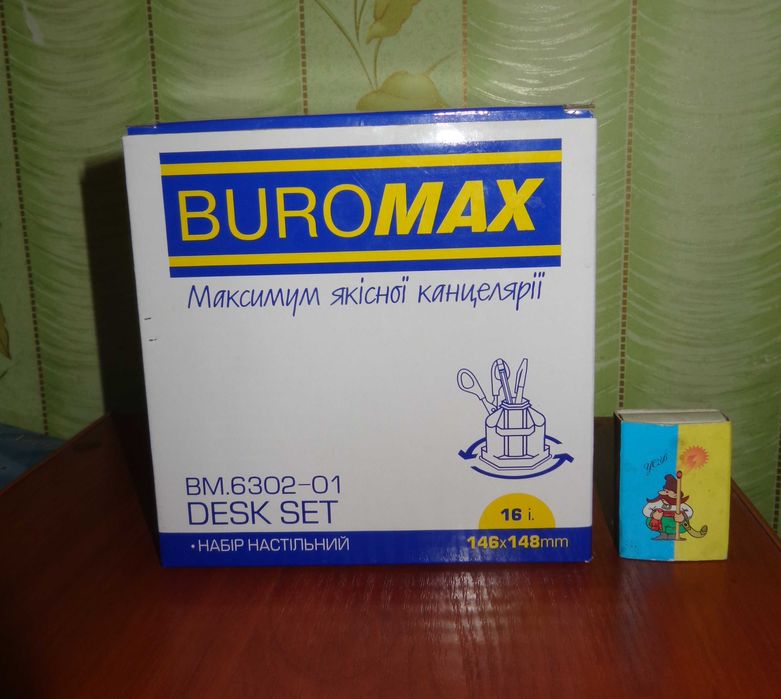 BUROMAX
Максимум якісної канцелярії
BM.6302-01
DESK SET
16 i.
•НАБІР НАСТІЛЬНИЙ
146x148mm